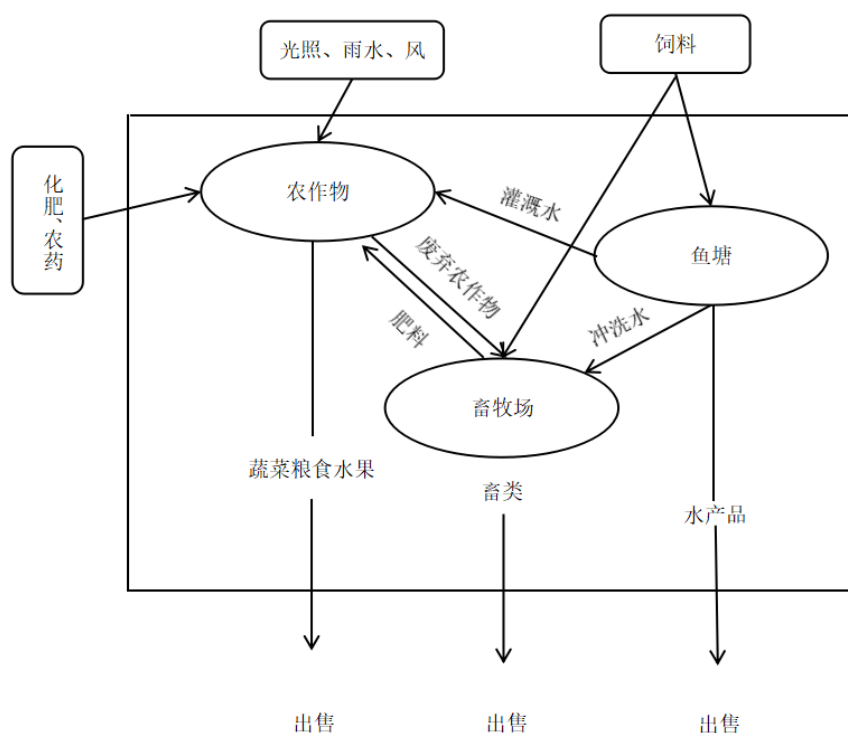 光照、雨水、风
饲料
化肥、农药
农作物
灌溉水
鱼塘
废弃农作物
肥料
冲洗水
畜牧场
蔬菜粮食水果
畜类
水产品
出售
出售
出售